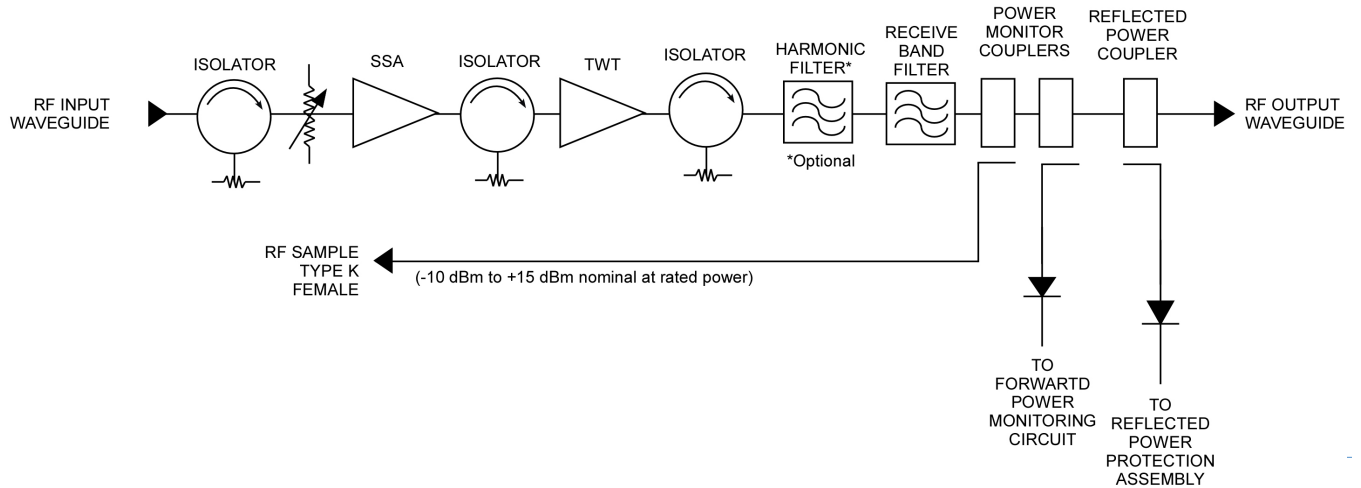 POWER
MONITOR
COUPLERS
REFLECTED
POWER
COUPLER
RECEIVE
BAND
FILTER
HARMONIC
FILTER*
ISOLATOR
SSA
ISOLATOR
TWT
ISOLATOR
RF INPUT
WAVEGUIDE
RF OUTPUT
WAVEGUIDE
*Optional
RF SAMPLE
TYPE K
FEMALE
(-10 dBm to +15 dBm nominal at rated power)
TO
FORWARTD
POWER
MONITORING
CIRCUIT
TO
REFLECTED
POWER
PROTECTION
ASSEMBLY